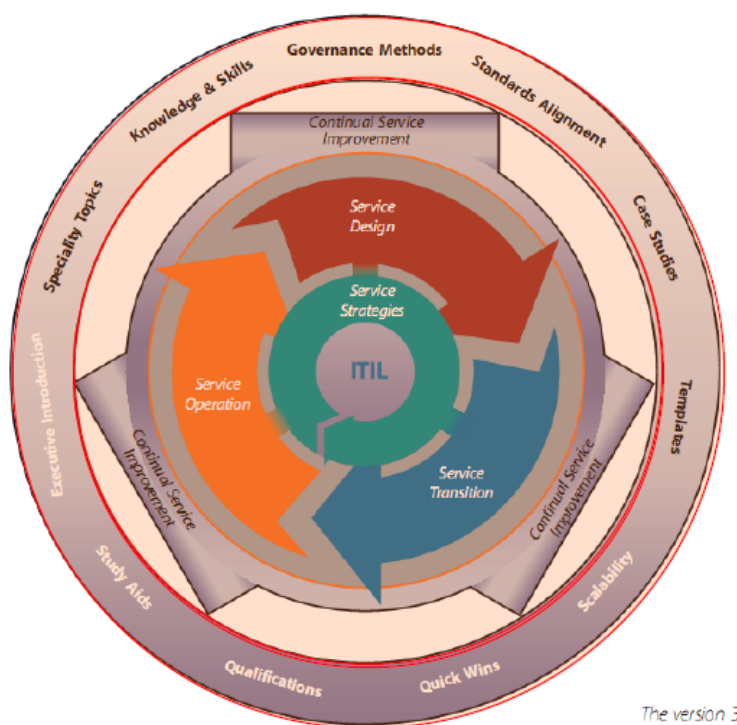 Governance Methods
Standards Alignment
Case Studies
Templates
Scalability
Quick Wins
Qualifications
Study Aids
Executive Introduction
Speciality Topics
Knowledge & Skills
Continual Service
Improvement
Service
Design
Service
Strategies
ITIL
Service
Operation
Service
Transition
Continual Service
Improvement
Continual Service
Improvement
The version 3